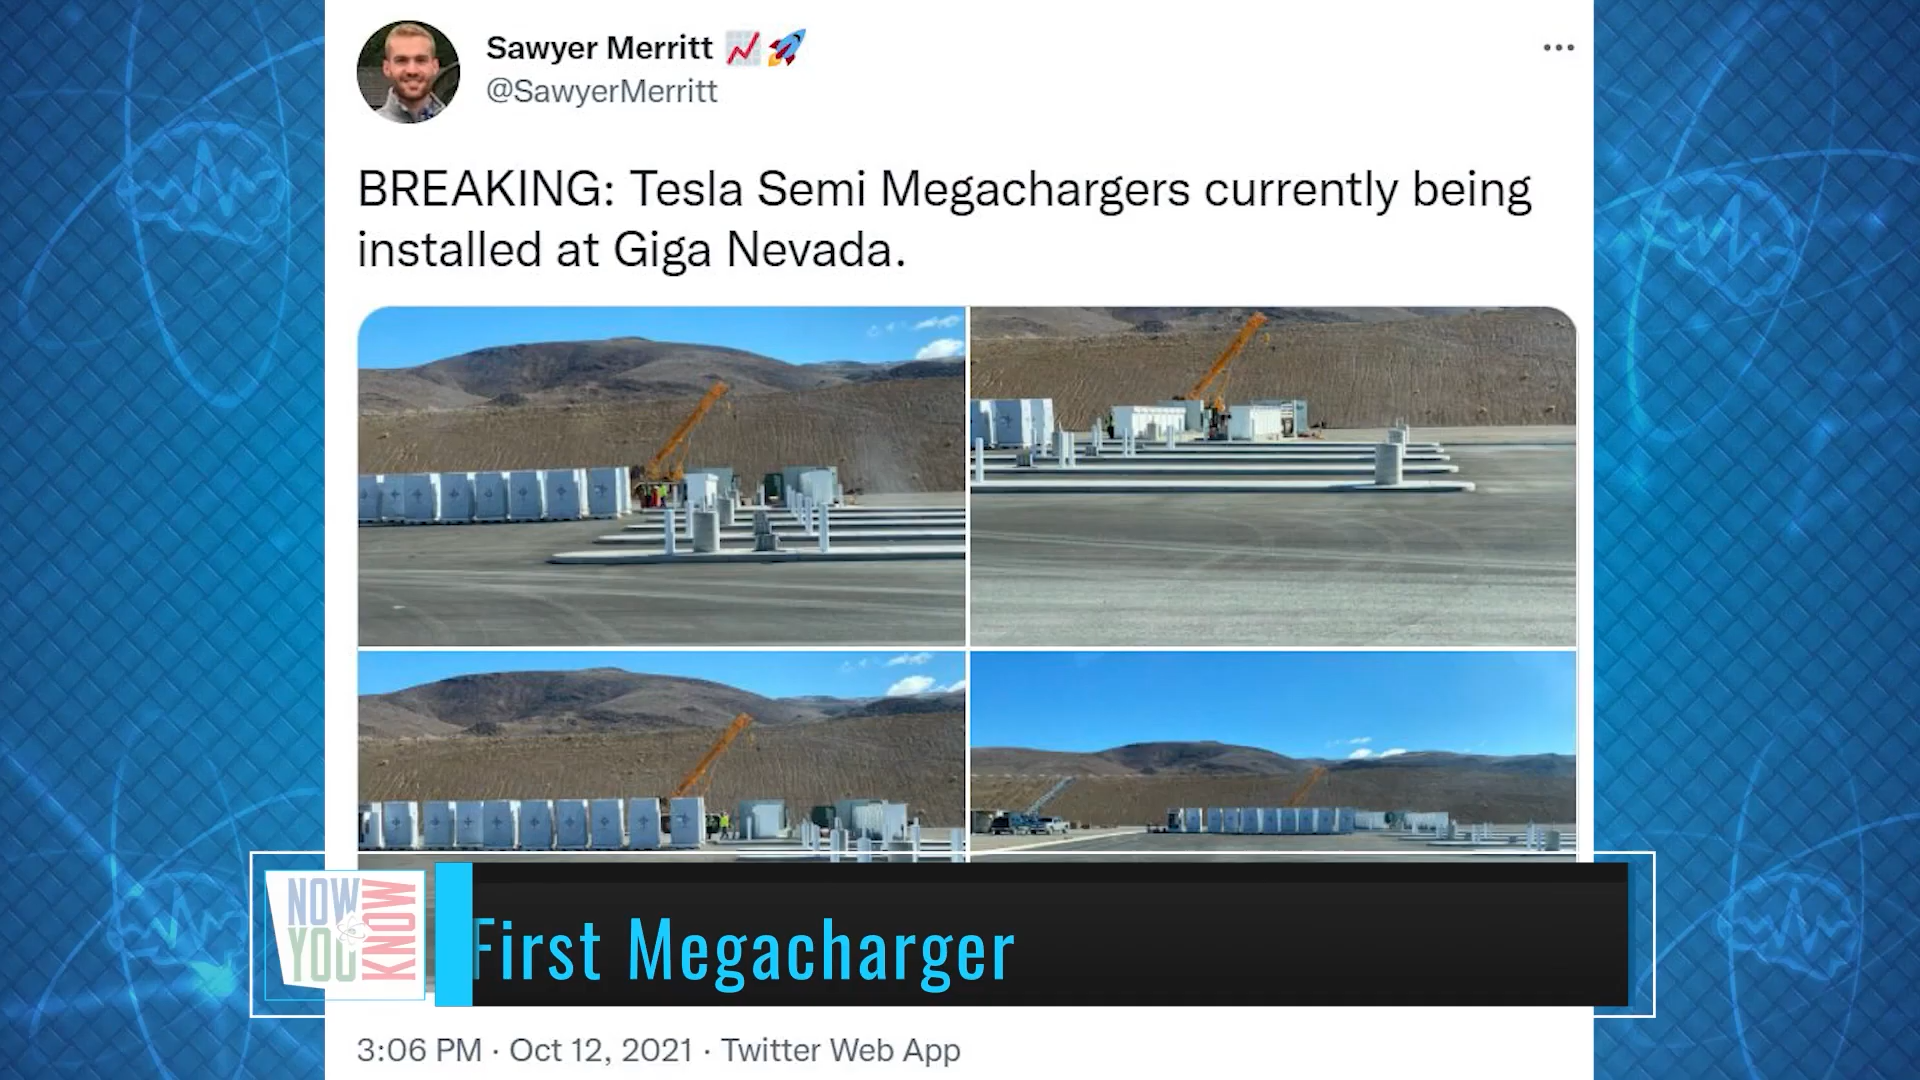 Sawyer Merritt
@SawyerMerritt
BREAKING: Tesla Semi Megachargers currently being
installed at Giga Nevada.
NOW
YOU
KNOW
First Megacharger
3:06 PM · Oct 12, 2021 · Twitter Web App